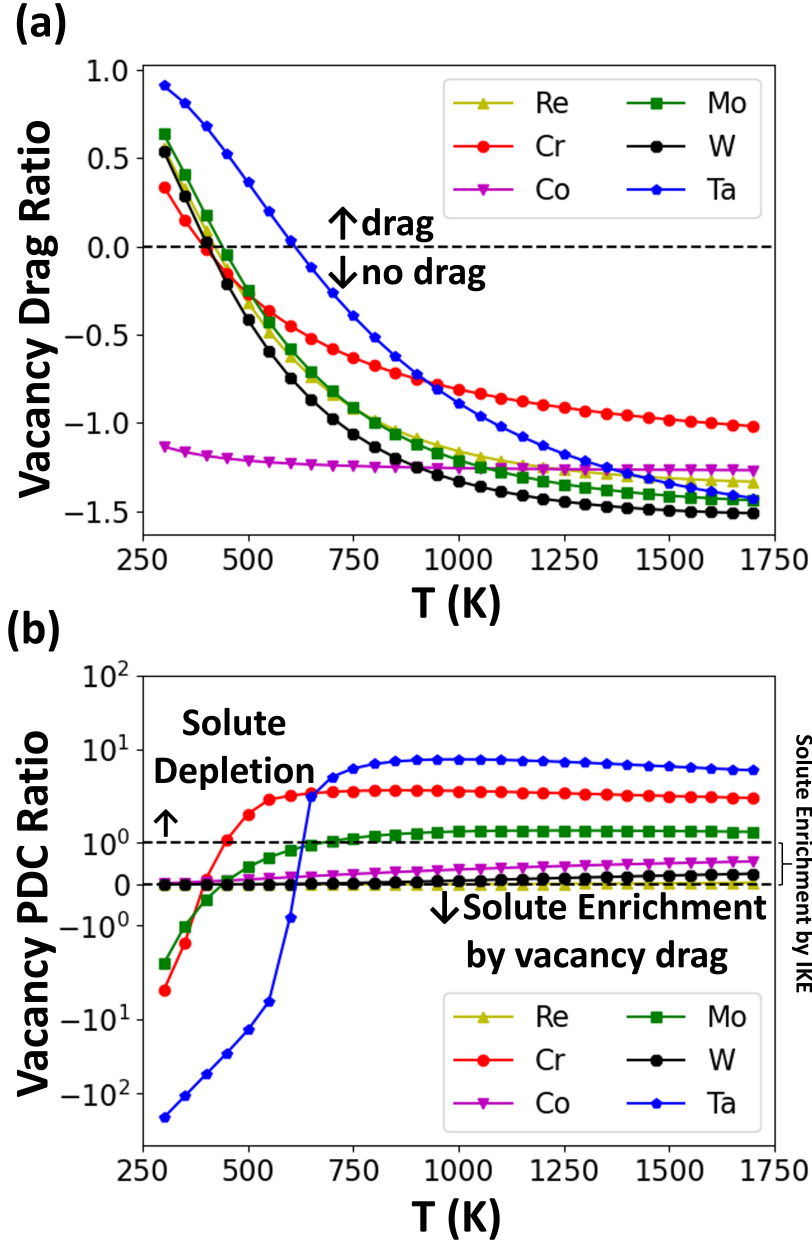 (a)
Vacancy Drag Ratio
1.0
0.5
0.0
−0.5
−1.0
−1.5
Re
Mo
Cr
W
Co
Ta
↑drag
↓no drag
250
500
750
1000
1250
1500
1750
T (K)
(b)
Vacancy PDC Ratio
10²
10¹
10⁰
0
−10⁰
−10¹
−10²
Solute
Depletion
↑
↓Solute Enrichment
by vacancy drag
Solute Enrichment by IKE
Re
Mo
Cr
W
Co
Ta
250
500
750
1000
1250
1500
1750
T (K)